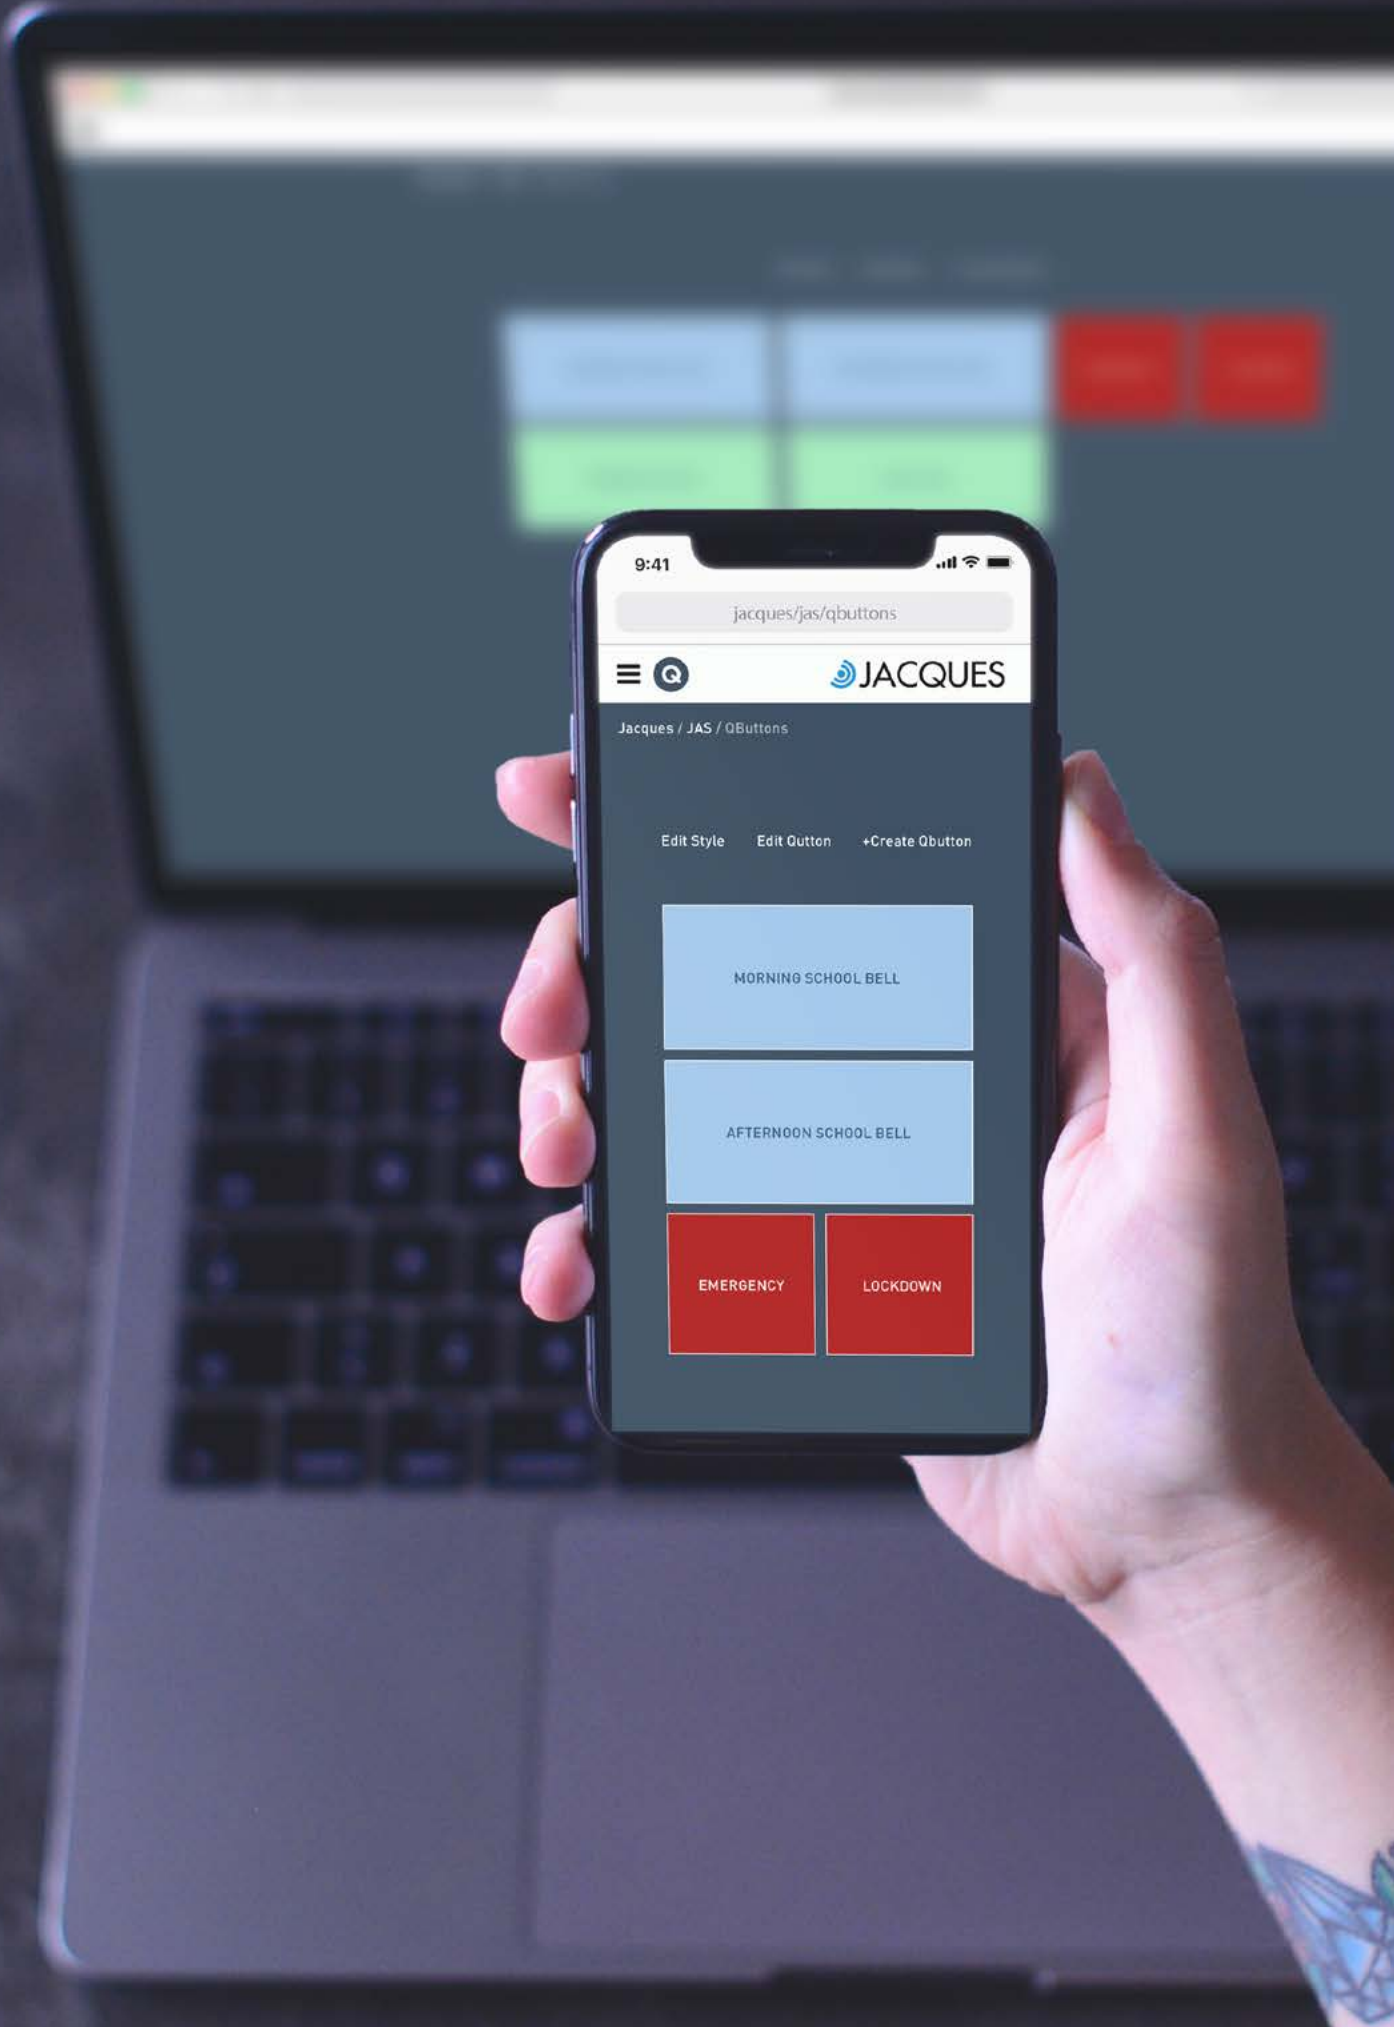 9:41
jacques/jas/qbuttons
Q JACQUES
Jacques / JAS / QButtons
Edit Style Edit Qutton +Create Qbutton
MORNING SCHOOL BELL
AFTERNOON SCHOOL BELL
EMERGENCY LOCKDOWN